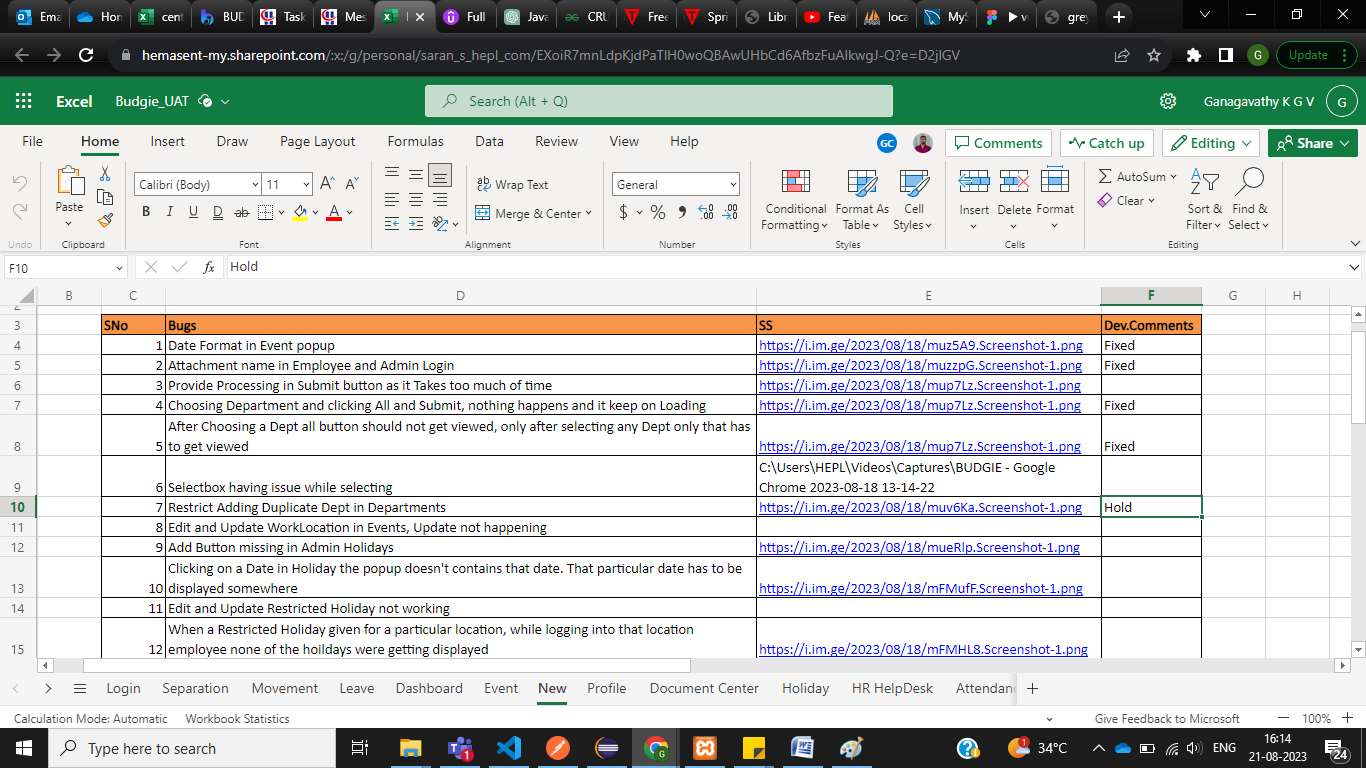 Ema
Hon
cent
BUD
Task
Mes
Full
Java
CRU
Free
Spri
Libr
Feat
loca
MyS
hemasent-my.sharepoint.com/:x:/g/personal/saran_s_hepl_com/EXoiR7mnLdpKjdPaTlH0woQBAwUHbCd6AfbzFuAlkwgJ-Q?e=D2jlGV
G
Update
Excel
Budgie_UAT
Search (Alt + Q)
Ganagavathy K G V
G
File Home Insert Draw Page Layout Formulas Data Review View Help
GC
Comments
Catch up
Editing
Share
Paste
Calibri (Body)
11
Wrap Text
Merge & Center
General
Conditional Formatting
Format As Table
Cell Styles
Insert
Delete
Format
AutoSum
Clear
Sort & Filter
Find & Select
Undo
Clipboard
Font
Alignment
Number
Styles
Cells
Editing
F10
fx
Hold
B C D E F G H
3 SNo Bugs SS Dev.Comments
4 1 Date Format in Event popup https://i.im.ge/2023/08/18/muz5A9.Screenshot-1.png Fixed
5 2 Attachment name in Employee and Admin Login https://i.im.ge/2023/08/18/muzzpG.Screenshot-1.png Fixed
6 3 Provide Processing in Submit button as it Takes too much of time https://i.im.ge/2023/08/18/mup7Lz.Screenshot-1.png
7 4 Choosing Department and clicking All and Submit, nothing happens and it keep on Loading https://i.im.ge/2023/08/18/mup7Lz.Screenshot-1.png Fixed
After Choosing a Dept all button should not get viewed, only after selecting any Dept only that has
8 5 to get viewed https://i.im.ge/2023/08/18/mup7Lz.Screenshot-1.png Fixed
C:\Users\HEPL\Videos\Captures\BUDGIE - Google
9 6 Selectbox having issue while selecting Chrome 2023-08-18 13-14-22
10 7 Restrict Adding Duplicate Dept in Departments https://i.im.ge/2023/08/18/muv6Ka.Screenshot-1.png Hold
11 8 Edit and Update WorkLocation in Events, Update not happening
12 9 Add Button missing in Admin Holidays https://i.im.ge/2023/08/18/mueRlp.Screenshot-1.png
Clicking on a Date in Holiday the popup doesn't contains that date. That particular date has to be
13 10 displayed somewhere https://i.im.ge/2023/08/18/mFMufF.Screenshot-1.png
14 11 Edit and Update Restricted Holiday not working
When a Restricted Holiday given for a particular location, while logging into that location
15 12 employee none of the hoildays were getting displayed https://i.im.ge/2023/08/18/mFMHL8.Screenshot-1.png
Login Separation Movement Leave Dashboard Event New Profile Document Center Holiday HR HelpDesk Attendan
Calculation Mode: Automatic Workbook Statistics
Give Feedback to Microsoft
100%
Type here to search
1
34°C
ENG
16:14
21-08-2023
24